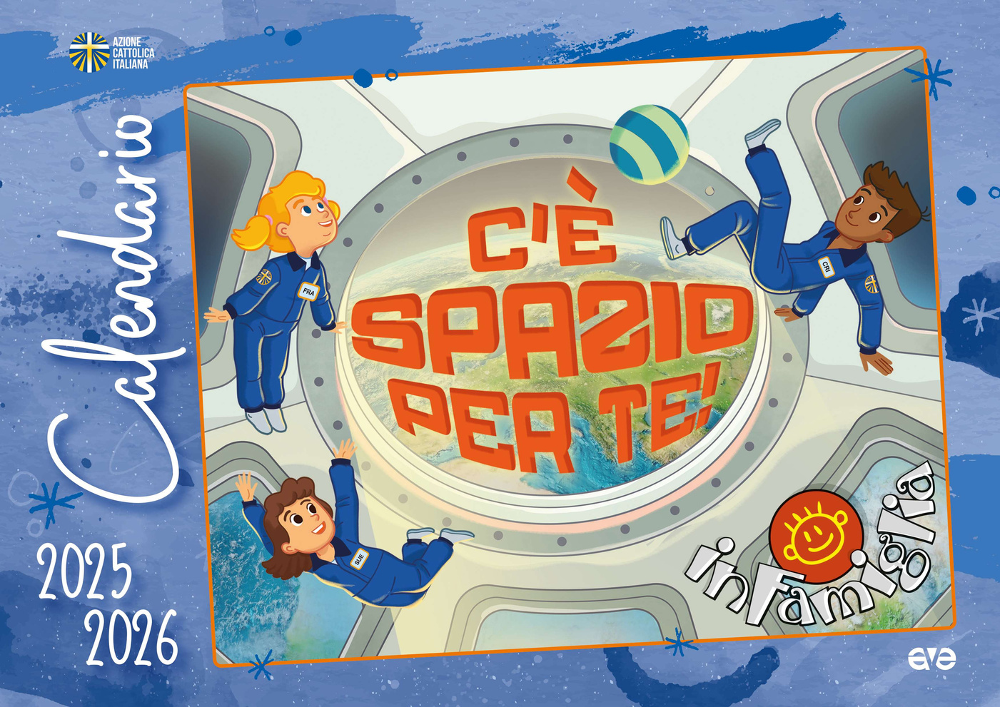 AZIONE
CATTOLICA
ITALIANA
Calendario
2025
2026
C'È
SPAZIO
PER TE!
FRA
CRI
SUE
inFamiglia
ave